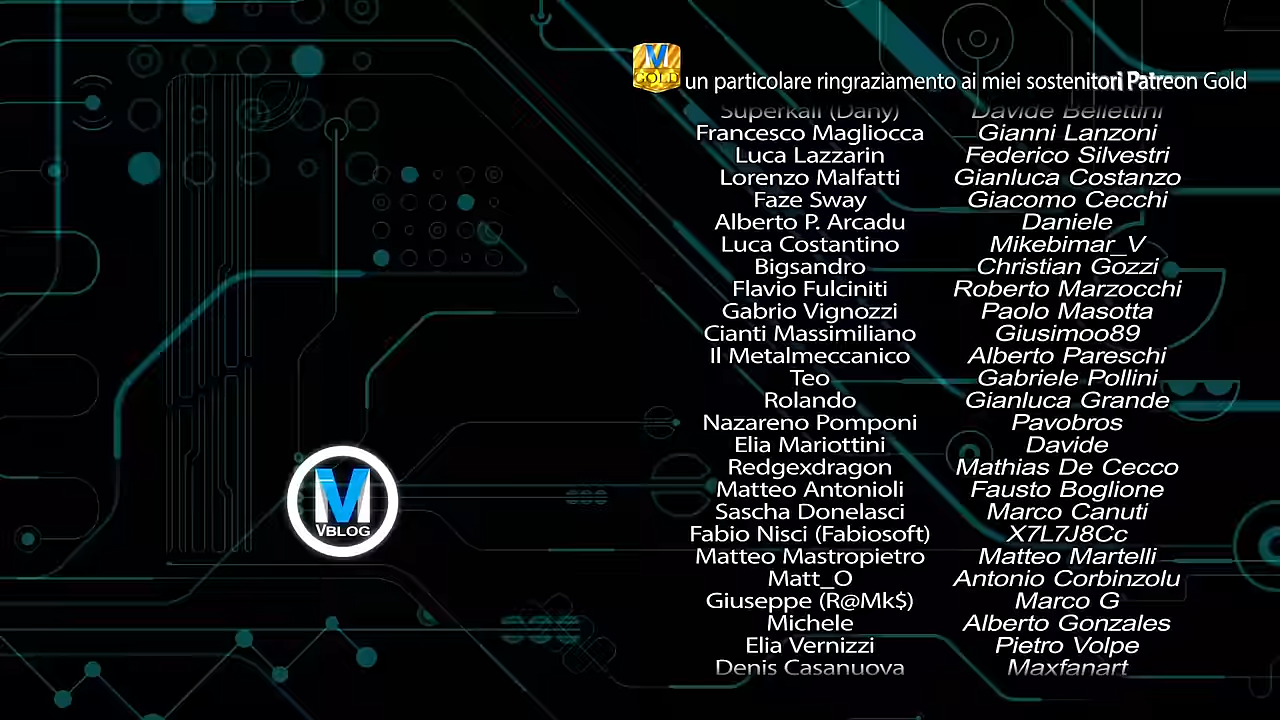 GOLD
un particolare ringraziamento ai miei sostenitori Patreon Gold
Superkali (Dany)
Francesco Magliocca
Luca Lazzarin
Lorenzo Malfatti
Faze Sway
Alberto P. Arcadu
Luca Costantino
Bigsandro
Flavio Fulciniti
Gabrio Vignozzi
Cianti Massimiliano
Il Metalmeccanico
Teo
Rolando
Nazareno Pomponi
Elia Mariottini
Redgexdragon
Matteo Antonioli
Sascha Donelasci
Fabio Nisci (Fabiosoft)
Matteo Mastropietro
Matt_O
Giuseppe (R@Mk$)
Michele
Elia Vernizzi
Denis Casanuova
Davide Bellettini
Gianni Lanzoni
Federico Silvestri
Gianluca Costanzo
Giacomo Cecchi
Daniele
Mikebimar_V
Christian Gozzi
Roberto Marzocchi
Paolo Masotta
Giusimoo89
Alberto Pareschi
Gabriele Pollini
Gianluca Grande
Pavobros
Davide
Mathias De Cecco
Fausto Boglione
Marco Canuti
X7L7J8Cc
Matteo Martelli
Antonio Corbinzolu
Marco G
Alberto Gonzales
Pietro Volpe
Maxfanart
VBLOG